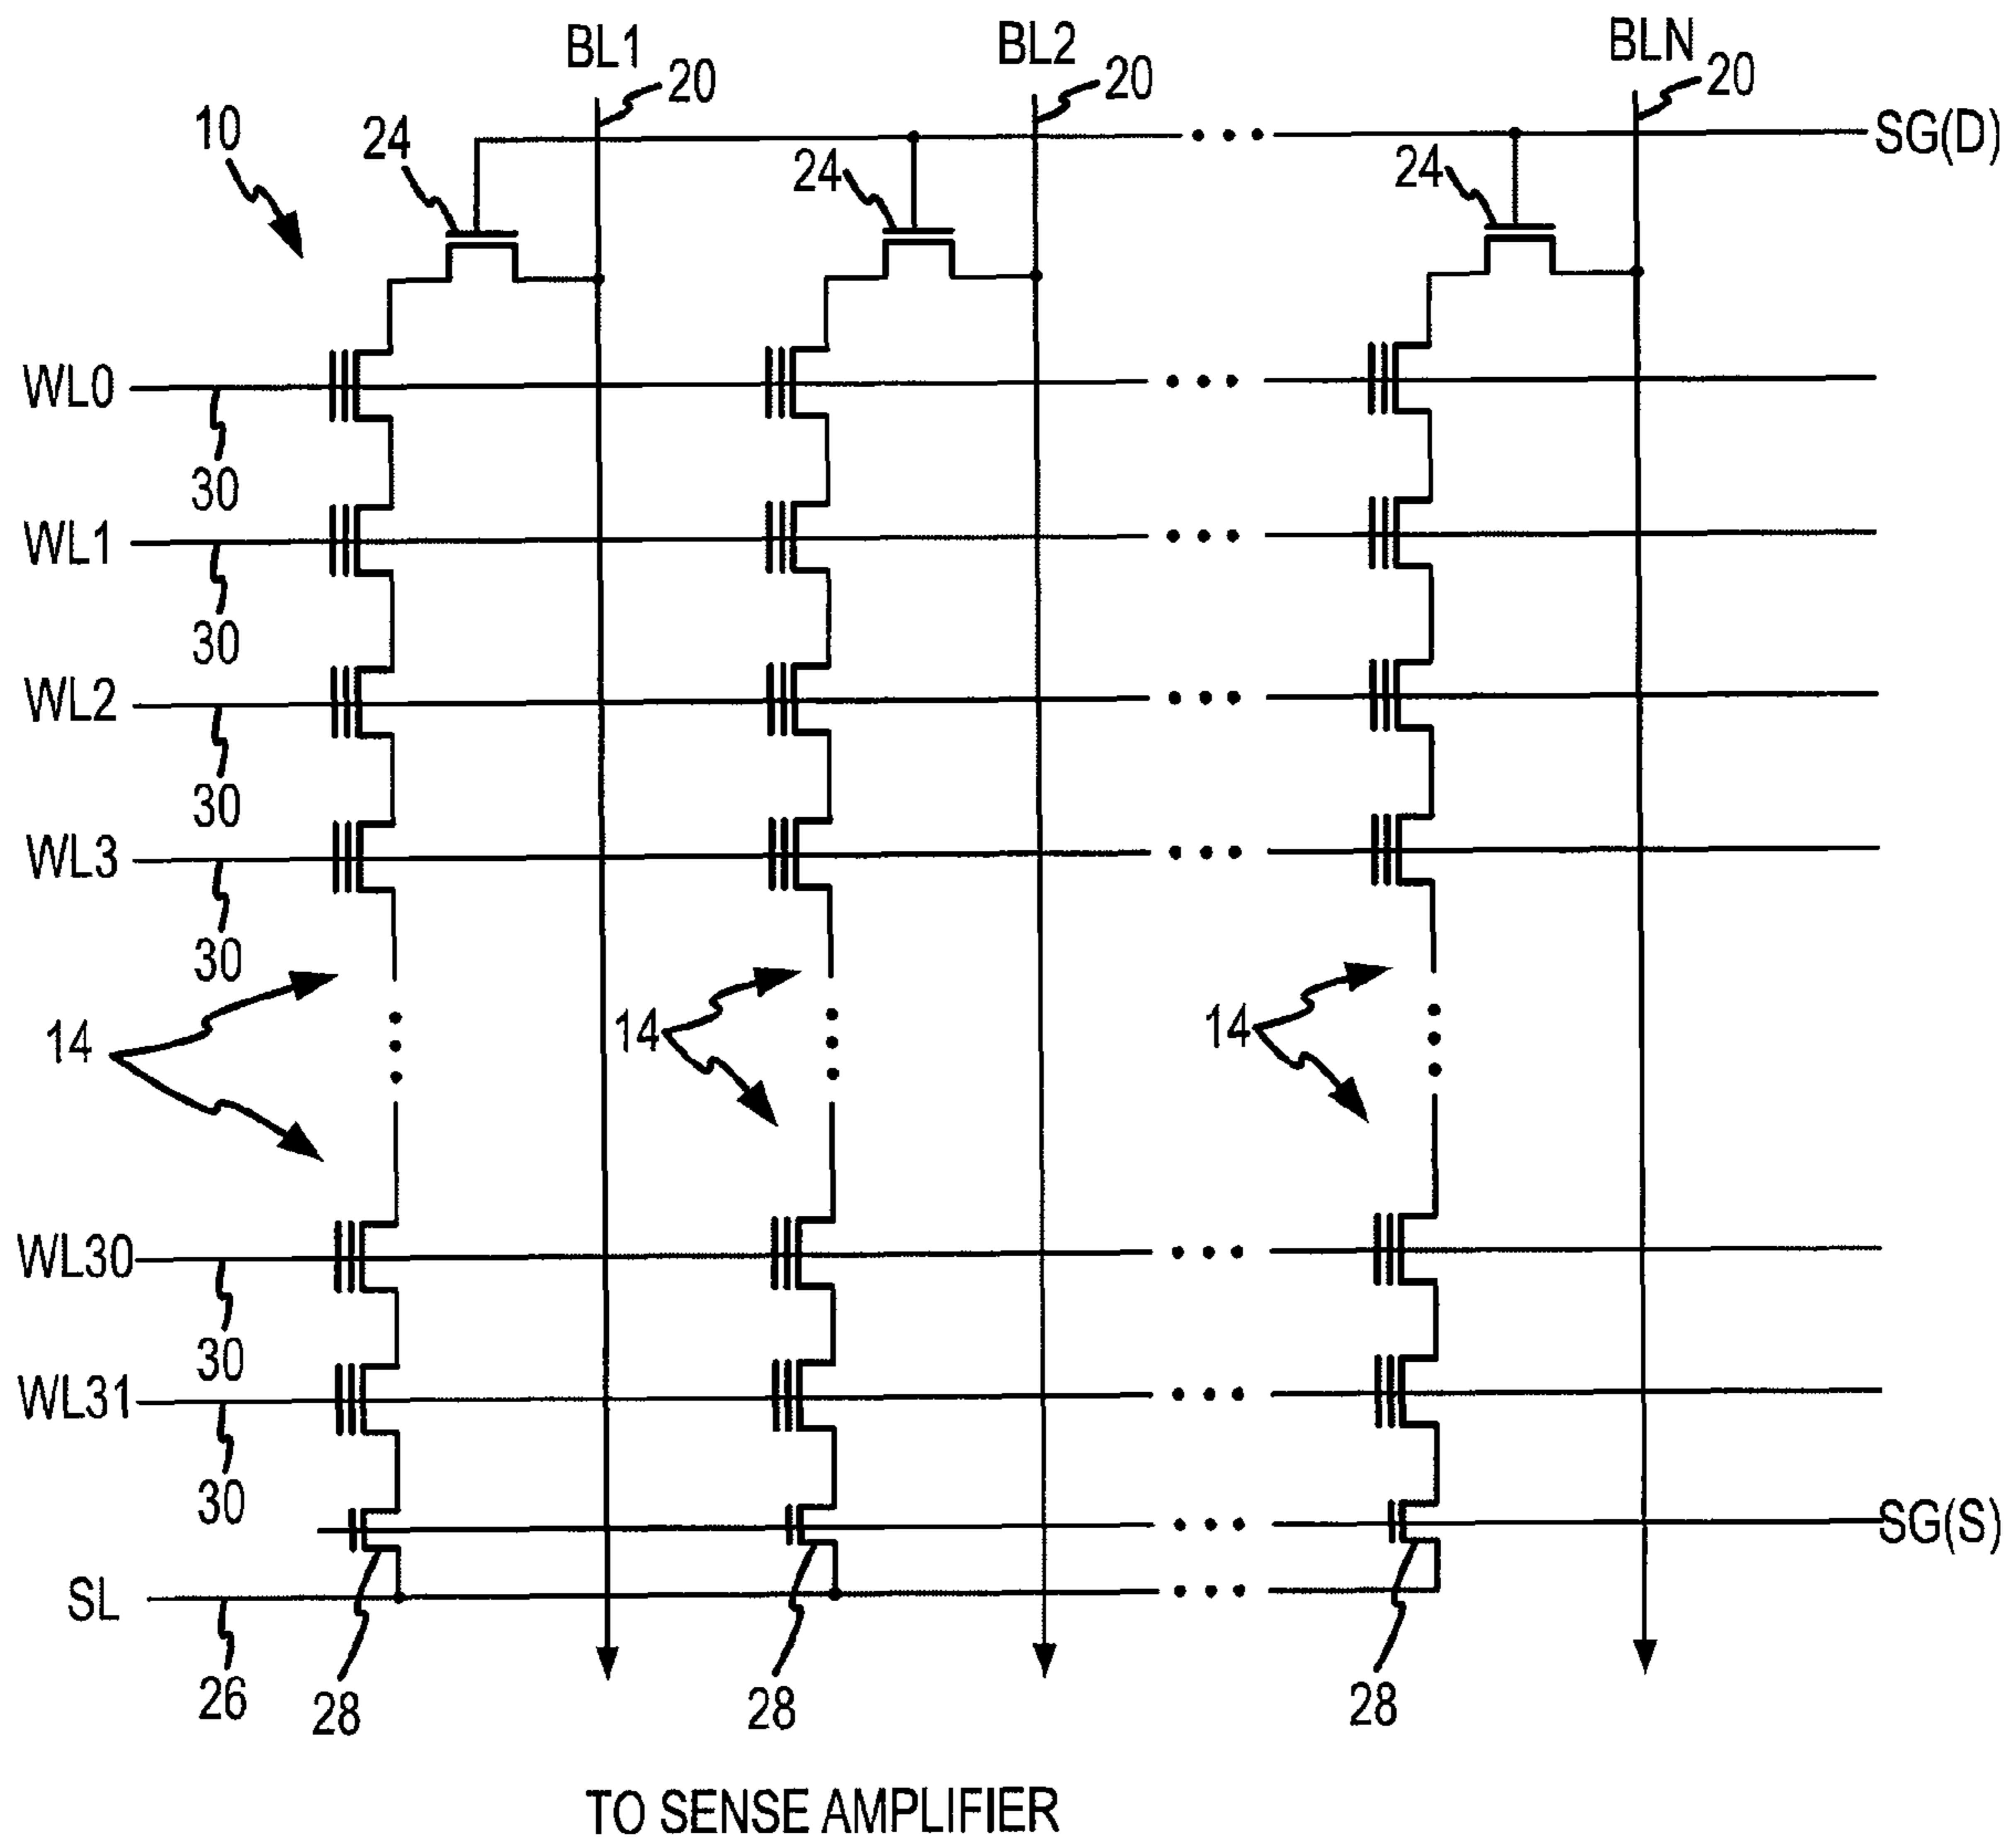 BL1
BL2
BLN
20
20
20
10
24
24
24
SG(D)
WL0
30
WL1
30
WL2
30
WL3
30
14
14
14
WL30
30
WL31
30
SG(S)
SL
26
28
28
28
TO SENSE AMPLIFIER